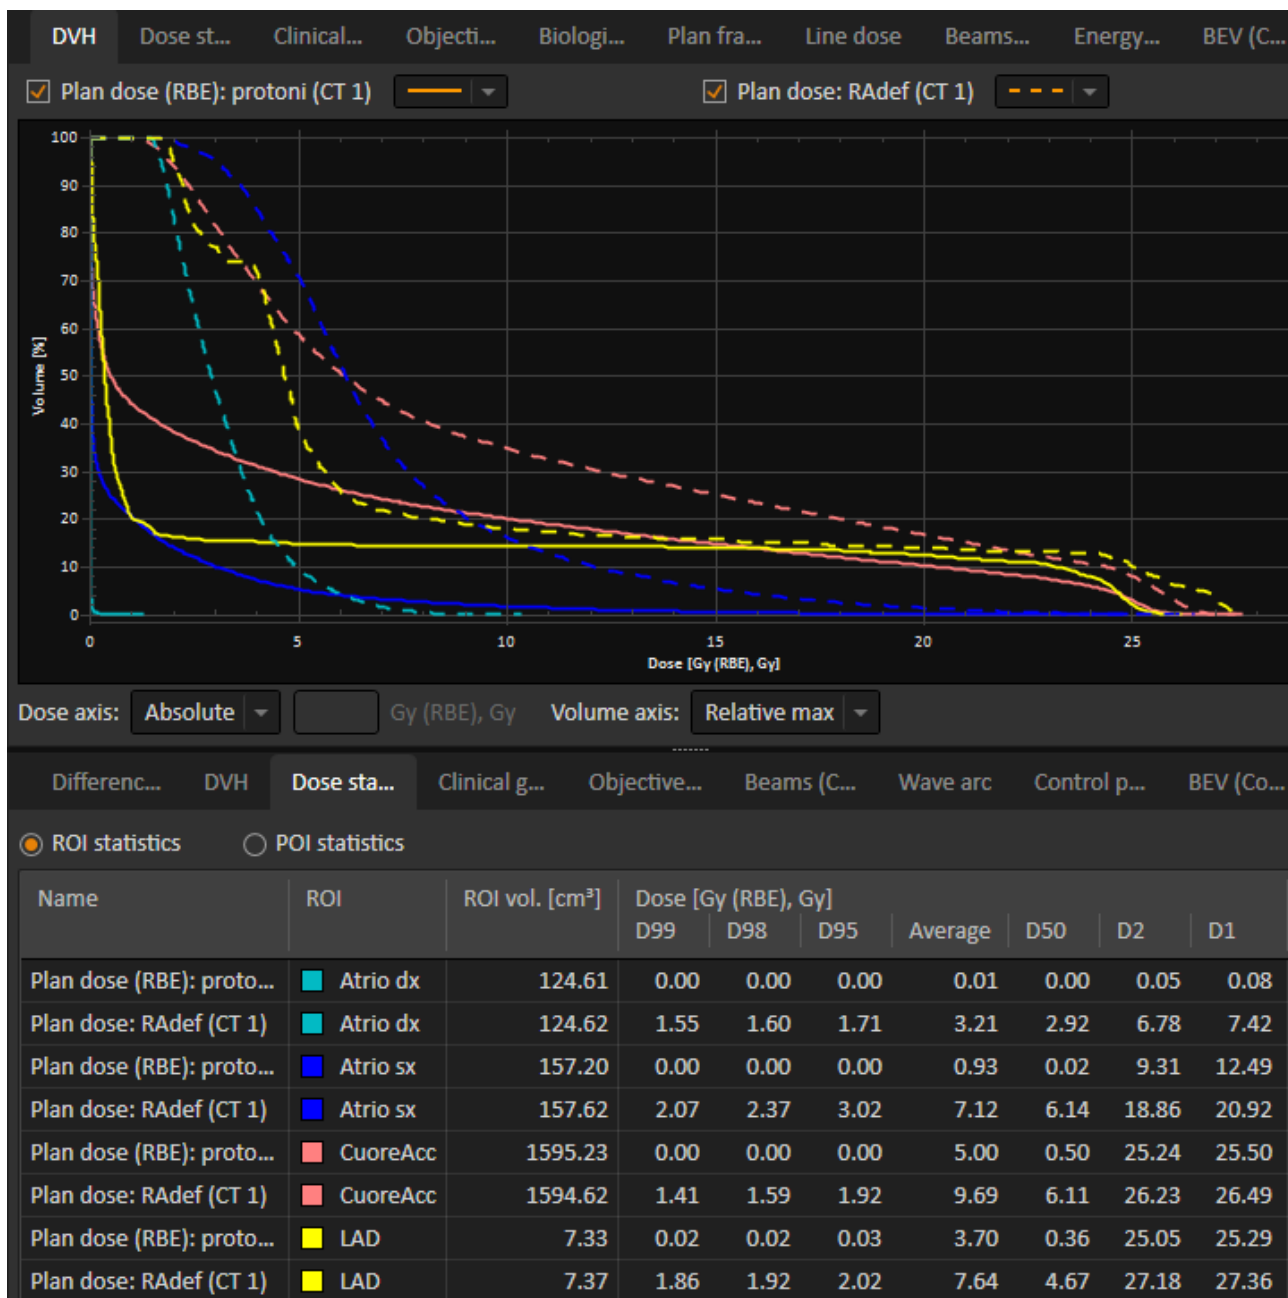 DVH Dose st... Clinical... Objecti... Biologi... Plan fra... Line dose Beams... Energy... BEV (C...
Plan dose (RBE): protoni (CT 1) Plan dose: RAdef (CT 1)
100
90
80
70
60
50
40
30
20
10
0
Volume [%]
0 5 10 15 20 25
Dose [Gy (RBE), Gy]
Dose axis: Absolute Gy (RBE), Gy Volume axis: Relative max
Differenc... DVH Dose sta... Clinical g... Objective... Beams (C... Wave arc Control p... BEV (Co...
ROI statistics POI statistics
Name ROI ROI vol. [cm³] Dose [Gy (RBE), Gy]
D99 D98 D95 Average D50 D2 D1
Plan dose (RBE): proto... Atrio dx 124.61 0.00 0.00 0.00 0.01 0.00 0.05 0.08
Plan dose: RAdef (CT 1) Atrio dx 124.62 1.55 1.60 1.71 3.21 2.92 6.78 7.42
Plan dose (RBE): proto... Atrio sx 157.20 0.00 0.00 0.00 0.93 0.02 9.31 12.49
Plan dose: RAdef (CT 1) Atrio sx 157.62 2.07 2.37 3.02 7.12 6.14 18.86 20.92
Plan dose (RBE): proto... CuoreAcc 1595.23 0.00 0.00 0.00 5.00 0.50 25.24 25.50
Plan dose: RAdef (CT 1) CuoreAcc 1594.62 1.41 1.59 1.92 9.69 6.11 26.23 26.49
Plan dose (RBE): proto... LAD 7.33 0.02 0.02 0.03 3.70 0.36 25.05 25.29
Plan dose: RAdef (CT 1) LAD 7.37 1.86 1.92 2.02 7.64 4.67 27.18 27.36